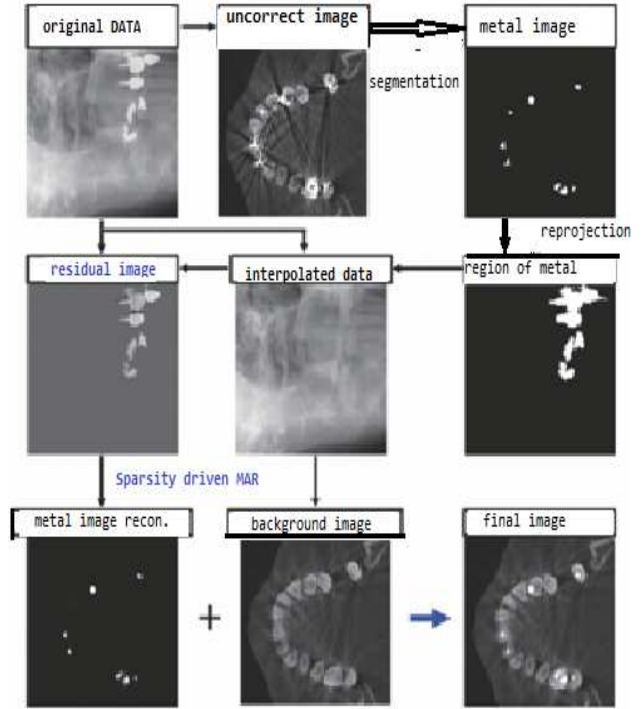 original DATA
uncorrect image
metal image
segmentation
reprojection
residual image
interpolated data
region of metal
Sparsity driven MAR
metal image recon.
background image
final image
+